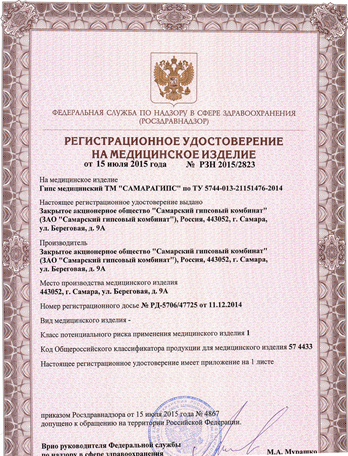 ФЕДЕРАЛЬНАЯ СЛУЖБА ПО НАДЗОРУ В СФЕРЕ ЗДРАВООХРАНЕНИЯ
(РОСЗДРАВНАДЗОР)
РЕГИСТРАЦИОННОЕ УДОСТОВЕРЕНИЕ
НА МЕДИЦИНСКОЕ ИЗДЕЛИЕ
от 15 июля 2015 года № РЗН 2015/2823
На медицинское изделие
Гипс медицинский ТМ "САМАРАГИПС" по ТУ 5744-013-21151476-2014
Настоящее регистрационное удостоверение выдано
Закрытое акционерное общество "Самарский гипсовый комбинат"
(ЗАО "Самарский гипсовый комбинат"), Россия, 443052, г. Самара,
ул. Береговая, д. 9А
Производитель
Закрытое акционерное общество "Самарский гипсовый комбинат"
(ЗАО "Самарский гипсовый комбинат"), Россия, 443052, г. Самара,
ул. Береговая, д. 9А
Место производства медицинского изделия
443052, г. Самара, ул. Береговая, д. 9А
Номер регистрационного досье № РД-5706/47725 от 11.12.2014
Вид медицинского изделия -
Класс потенциального риска применения медицинского изделия 1
Код Общероссийского классификатора продукции для медицинского изделия 57 4433
Настоящее регистрационное удостоверение имеет приложение на 1 листе
приказом Росздравнадзора от 15 июля 2015 года № 4867
допущено к обращению на территории Российской Федерации.
Врио руководителя Федеральной службы
по надзору в сфере здравоохранения
М.А. Мурашко